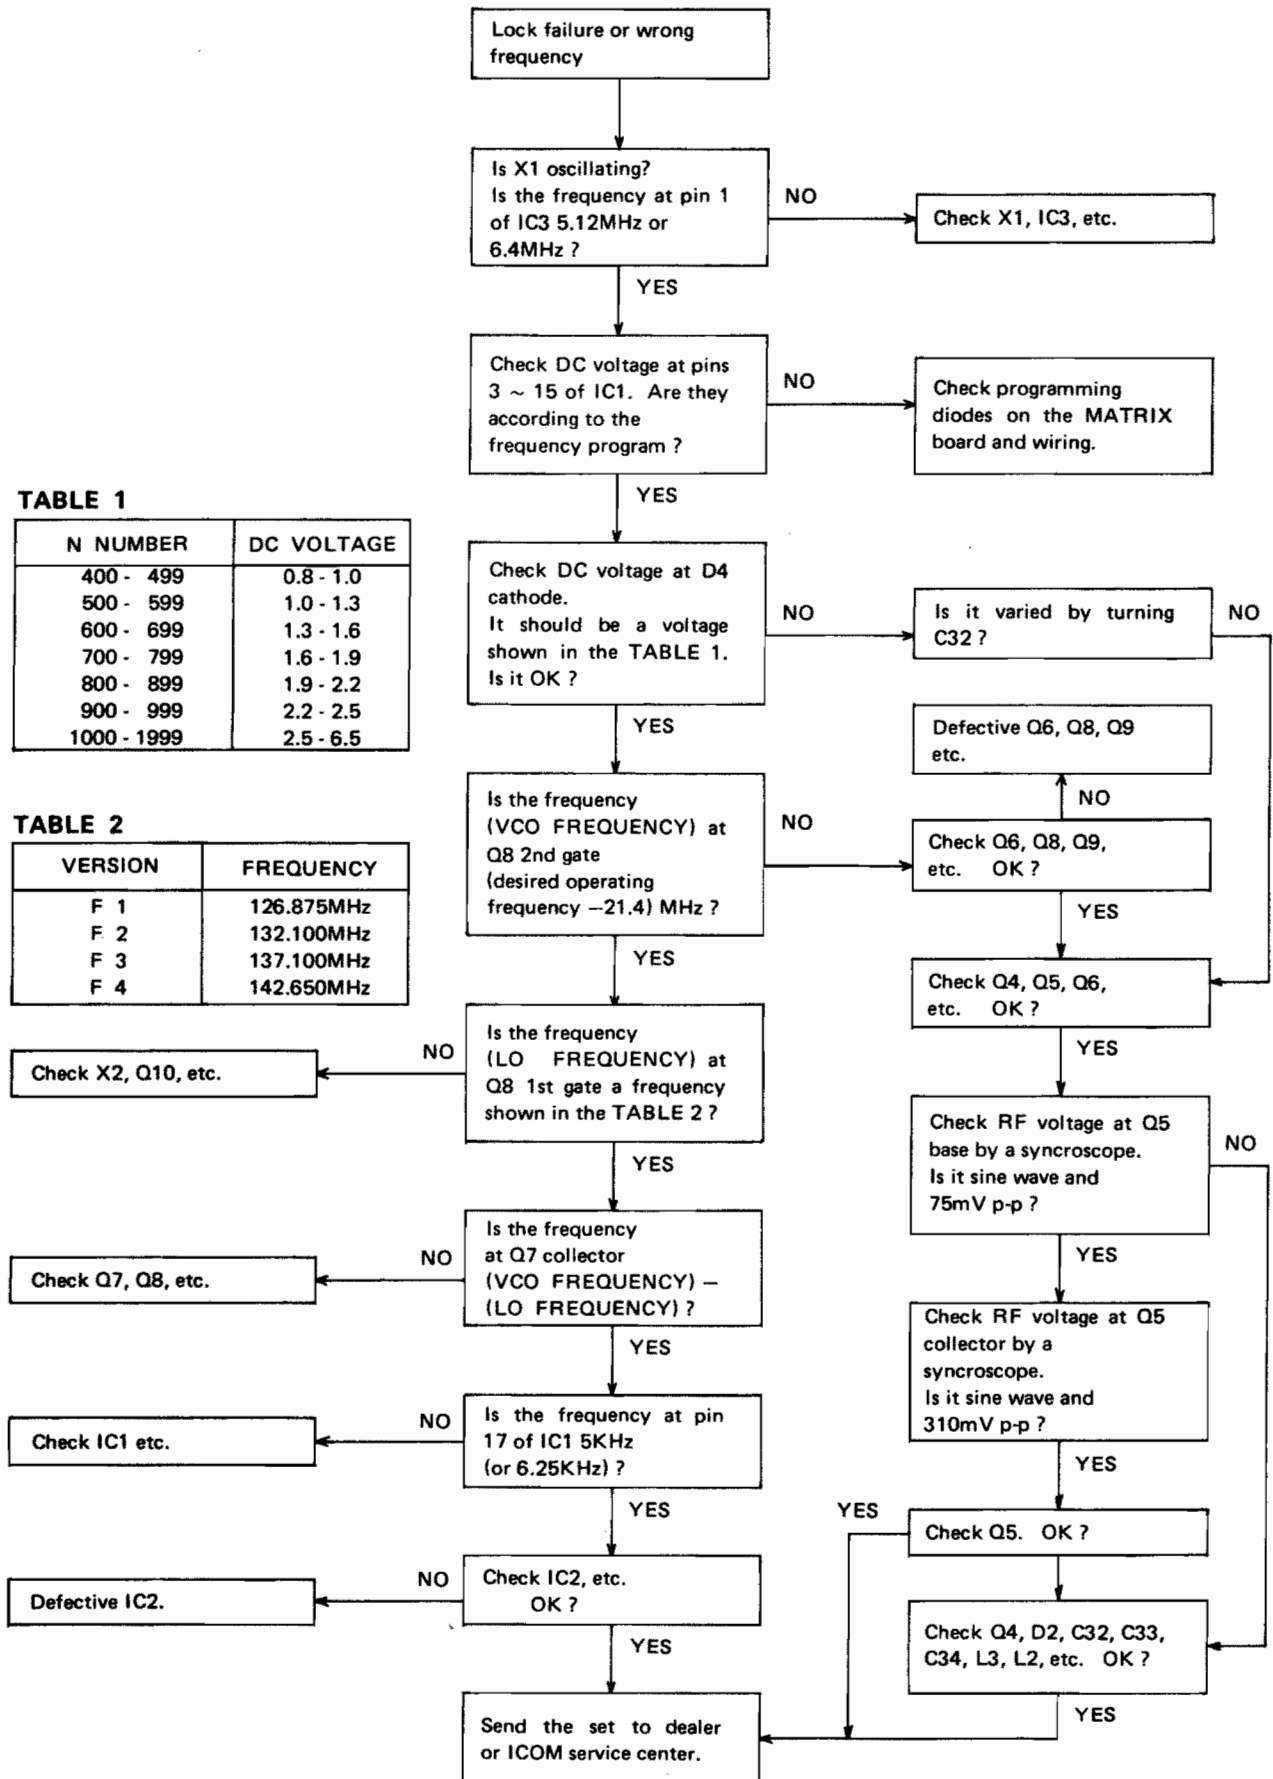 Lock failure or wrong
frequency
Is X1 oscillating?
Is the frequency at pin 1
of IC3 5.12MHz or
6.4MHz ?
NO
Check X1, IC3, etc.
YES
Check DC voltage at pins
3 ~ 15 of IC1. Are they
according to the
frequency program ?
NO
Check programming
diodes on the MATRIX
board and wiring.
YES
TABLE 1
N NUMBER DC VOLTAGE
400 - 499 0.8 - 1.0
500 - 599 1.0 - 1.3
600 - 699 1.3 - 1.6
700 - 799 1.6 - 1.9
800 - 899 1.9 - 2.2
900 - 999 2.2 - 2.5
1000 - 1999 2.5 - 6.5
Check DC voltage at D4
cathode.
It should be a voltage
shown in the TABLE 1.
Is it OK ?
NO
Is it varied by turning
C32 ?
NO
YES
Defective Q6, Q8, Q9
etc.
NO
TABLE 2
VERSION FREQUENCY
F 1 126.875MHz
F 2 132.100MHz
F 3 137.100MHz
F 4 142.650MHz
Is the frequency
(VCO FREQUENCY) at
Q8 2nd gate
(desired operating
frequency −21.4) MHz ?
NO
Check Q6, Q8, Q9,
etc. OK ?
YES
YES
Check Q4, Q5, Q6,
etc. OK ?
YES
Is the frequency
(LO FREQUENCY) at
Q8 1st gate a frequency
shown in the TABLE 2 ?
NO
Check X2, Q10, etc.
YES
Check RF voltage at Q5
base by a syncroscope.
Is it sine wave and
75mV p-p ?
NO
YES
Is the frequency
at Q7 collector
(VCO FREQUENCY) −
(LO FREQUENCY) ?
NO
Check Q7, Q8, etc.
YES
Check RF voltage at Q5
collector by a
syncroscope.
Is it sine wave and
310mV p-p ?
YES
Is the frequency at pin
17 of IC1 5KHz
(or 6.25KHz) ?
NO
Check IC1 etc.
YES
YES
Check Q5. OK ?
Check IC2, etc.
OK ?
NO
Defective IC2.
YES
Check Q4, D2, C32, C33,
C34, L3, L2, etc. OK ?
YES
Send the set to dealer
or ICOM service center.